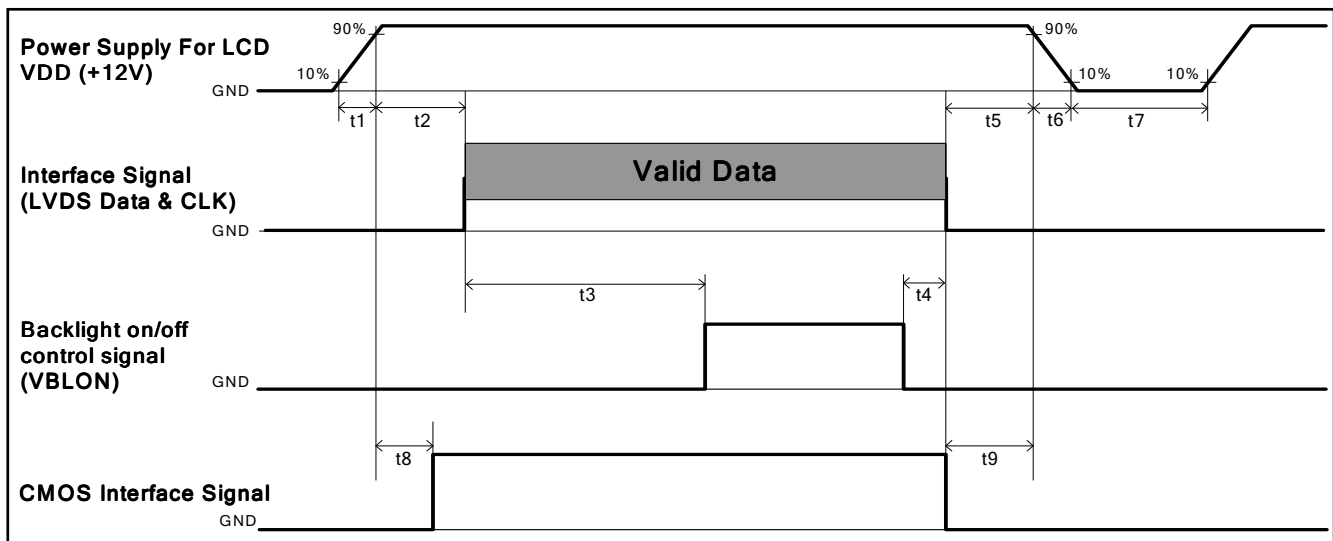 Power Supply For LCD
VDD (+12V)
90%
10%
GND
90%
10%
10%
t1
t2
t5
t6
t7
Interface Signal
(LVDS Data & CLK)
Valid Data
GND
t3
t4
Backlight on/off
control signal
(VBLON)
GND
t8
t9
CMOS Interface Signal
GND